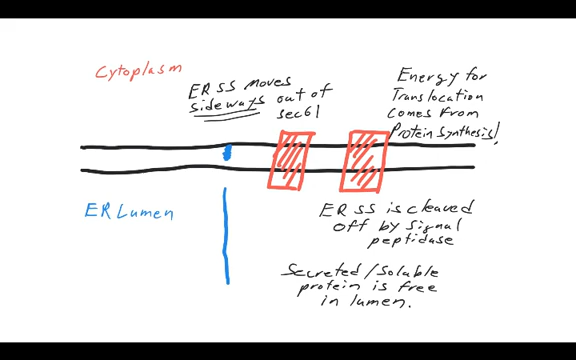 Cytoplasm
ER SS moves
sideways out of
sec61
Energy for
Translocation
comes from
Protein synthesis!
ER Lumen
ER SS is cleaved
off by signal
peptidase
Secreted/Soluble
protein is free
in lumen.